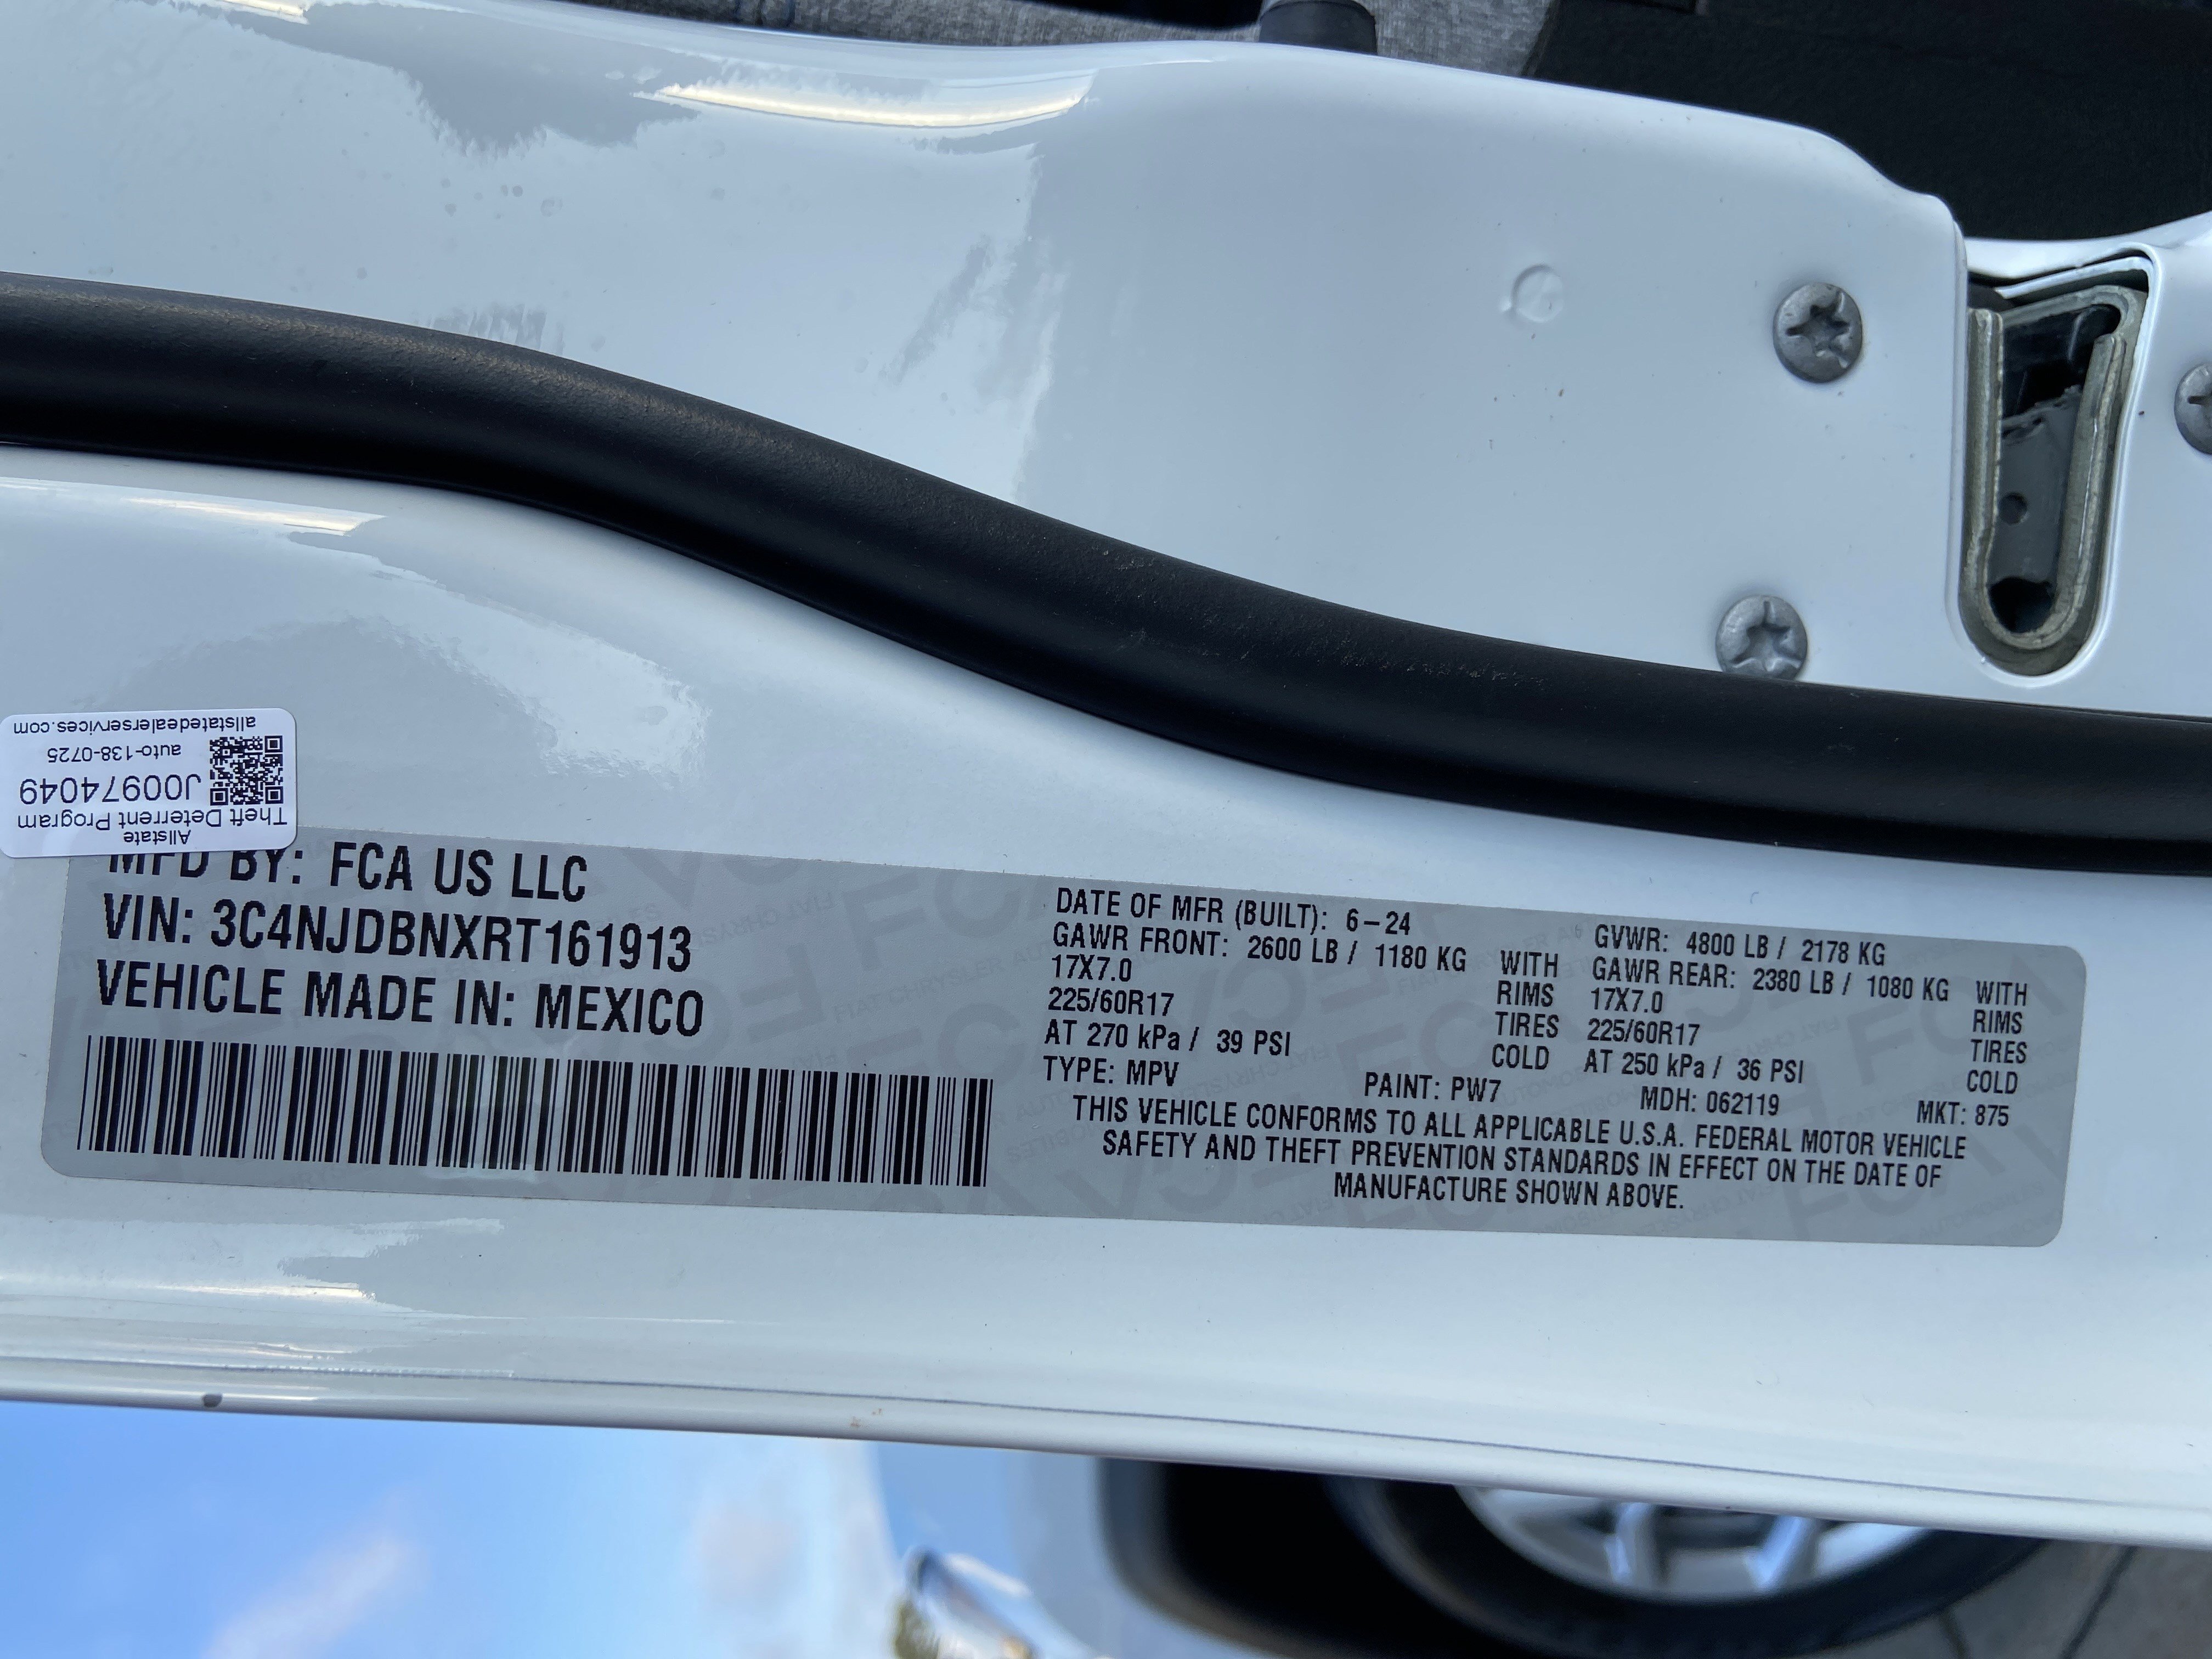 Allstate
Theft Deterrent Program
J00974049
auto-138-0725
allstatedealerservices.com
MFD BY: FCA US LLC
VIN: 3C4NJDBNXRT161913
VEHICLE MADE IN: MEXICO
DATE OF MFR (BUILT): 6-24
GVWR: 4800 LB / 2178 KG
GAWR FRONT: 2600 LB / 1180 KG WITH
17X7.0 RIMS
225/60R17 TIRES
AT 270 kPa / 39 PSI COLD
GAWR REAR: 2380 LB / 1080 KG WITH
17X7.0 RIMS
225/60R17 TIRES
AT 250 kPa / 36 PSI COLD
TYPE: MPV PAINT: PW7 MDH: 062119 MKT: 875
THIS VEHICLE CONFORMS TO ALL APPLICABLE U.S.A. FEDERAL MOTOR VEHICLE
SAFETY AND THEFT PREVENTION STANDARDS IN EFFECT ON THE DATE OF
MANUFACTURE SHOWN ABOVE.